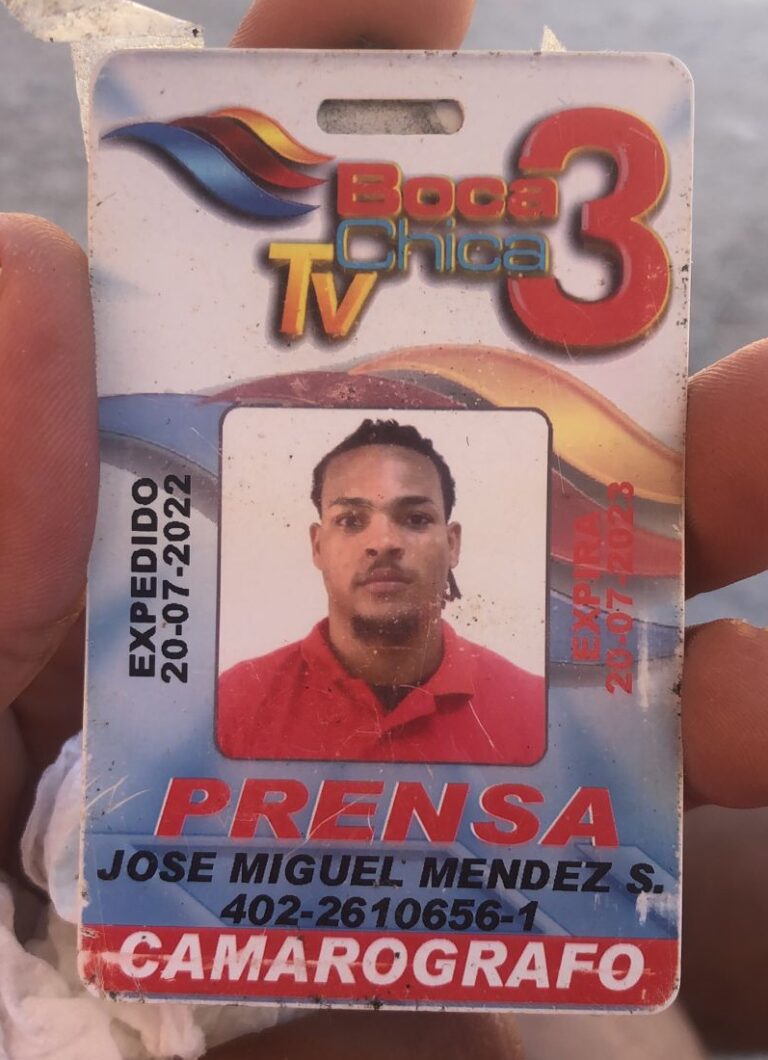 Boca
Chica
Tv
3
EXPEDIDO
20-07-2022
EXPIRA
20-07-2023
PRENSA
JOSE MIGUEL MENDEZ S.
402-2610656-1
CAMAROGRAFO